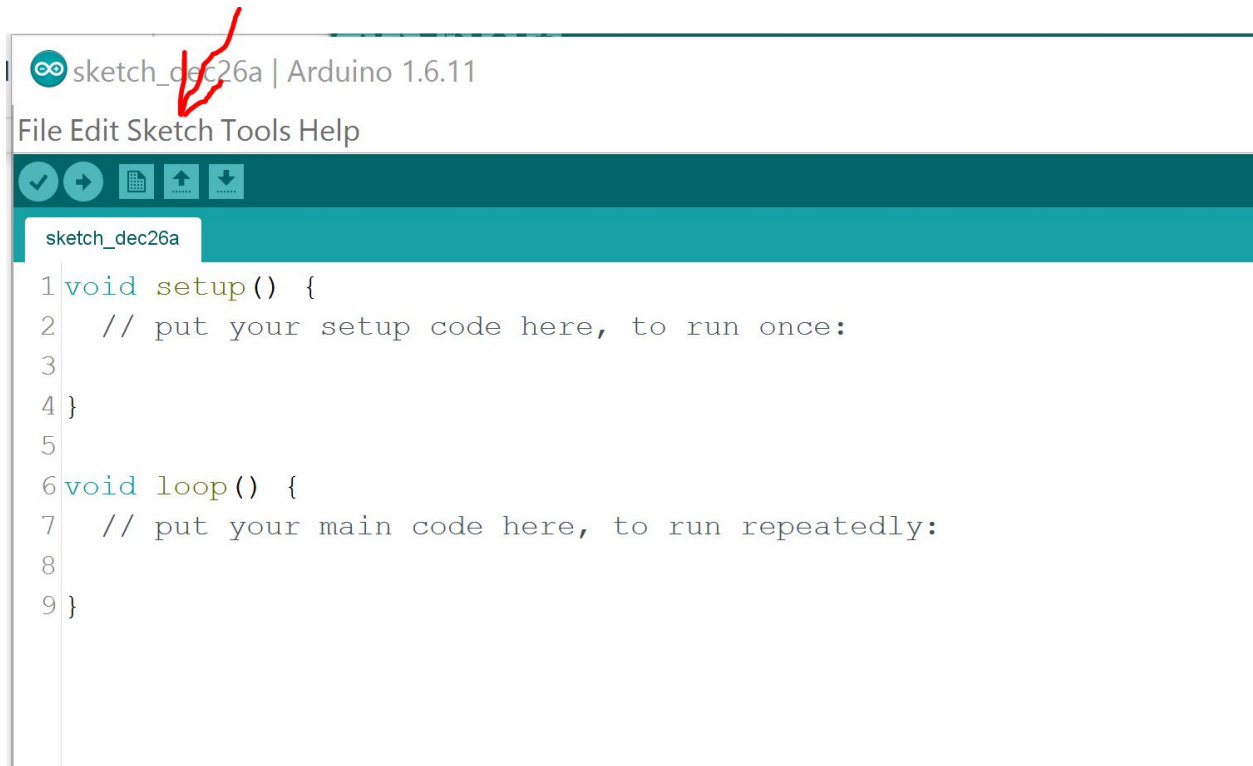 sketch_dec26a | Arduino 1.6.11
File Edit Sketch Tools Help
sketch_dec26a
1 void setup() {
2   // put your setup code here, to run once:
3
4 }
5
6 void loop() {
7   // put your main code here, to run repeatedly:
8
9 }